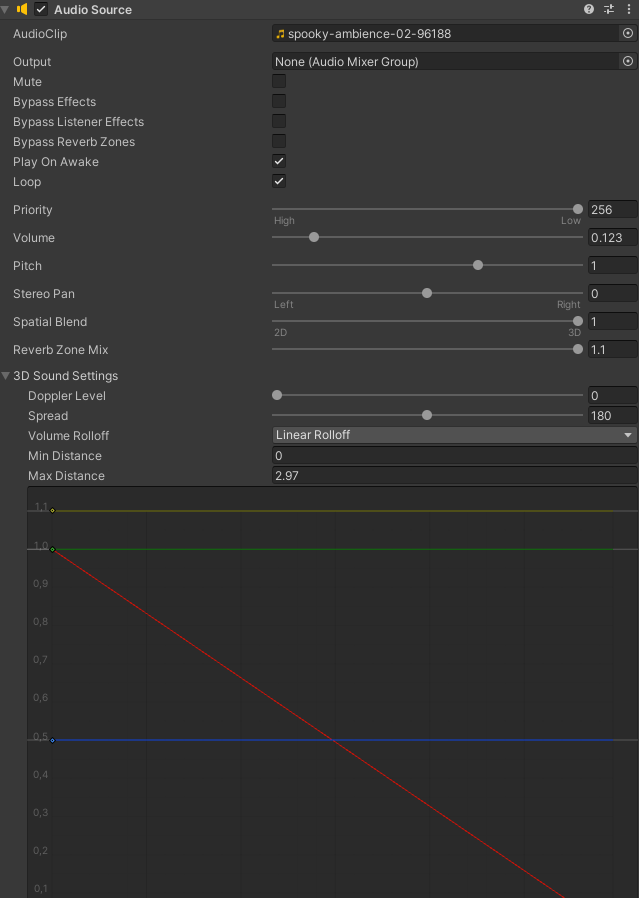 Audio Source
AudioClip
spooky-ambience-02-96188
Output
None (Audio Mixer Group)
Mute
Bypass Effects
Bypass Listener Effects
Bypass Reverb Zones
Play On Awake
Loop
Priority
256
High
Low
Volume
0.123
Pitch
1
Stereo Pan
0
Left
Right
Spatial Blend
1
2D
3D
Reverb Zone Mix
1.1
3D Sound Settings
Doppler Level
0
Spread
180
Volume Rolloff
Linear Rolloff
Min Distance
0
Max Distance
2.97
1,1
1,0
0,9
0,8
0,7
0,6
0,5
0,4
0,3
0,2
0,1